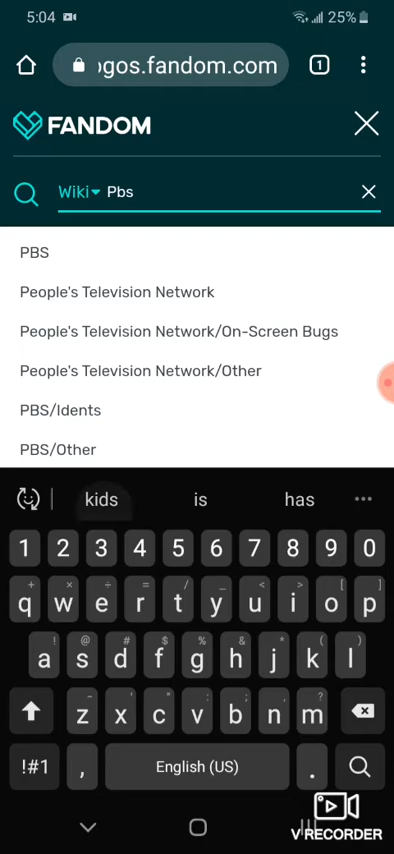 5:04 25%
ogos.fandom.com 1
FANDOM
Wiki Pbs
PBS
People's Television Network
People's Television Network/On-Screen Bugs
People's Television Network/Other
PBS/Idents
PBS/Other
kids is has
1 2 3 4 5 6 7 8 9 0
+ × ÷ = / _ < > [ ]
q w e r t y u i o p
! @ # $ % ^ & * ( )
a s d f g h j k l
- ' " : ; , ?
z x c v b n m
!#1 , English (US) .
V RECORDER